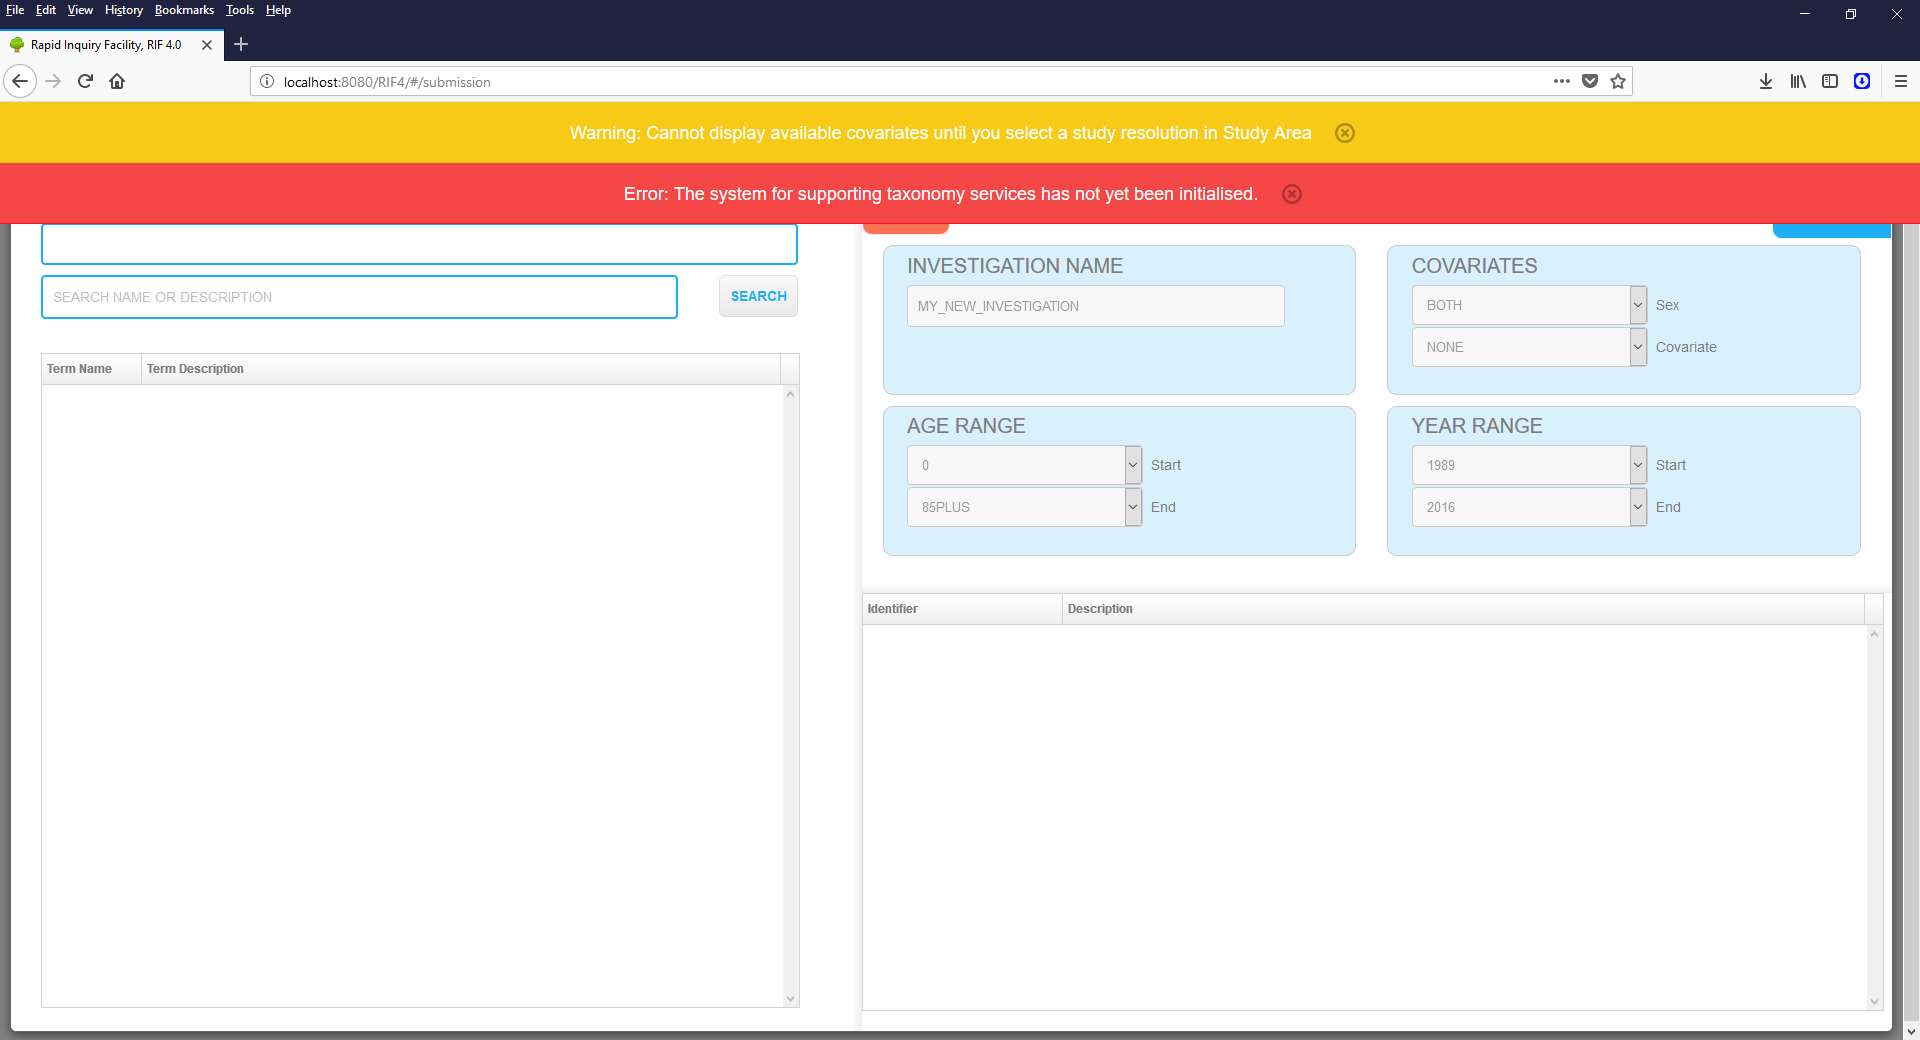 File Edit View History Bookmarks Tools Help
Rapid Inquiry Facility, RIF 4.0
localhost:8080/RIF4/#/submission
Warning: Cannot display available covariates until you select a study resolution in Study Area
Error: The system for supporting taxonomy services has not yet been initialised.
SEARCH NAME OR DESCRIPTION
SEARCH
Term Name
Term Description
INVESTIGATION NAME
MY_NEW_INVESTIGATION
COVARIATES
BOTH
Sex
NONE
Covariate
AGE RANGE
0
Start
85PLUS
End
YEAR RANGE
1989
Start
2016
End
Identifier
Description